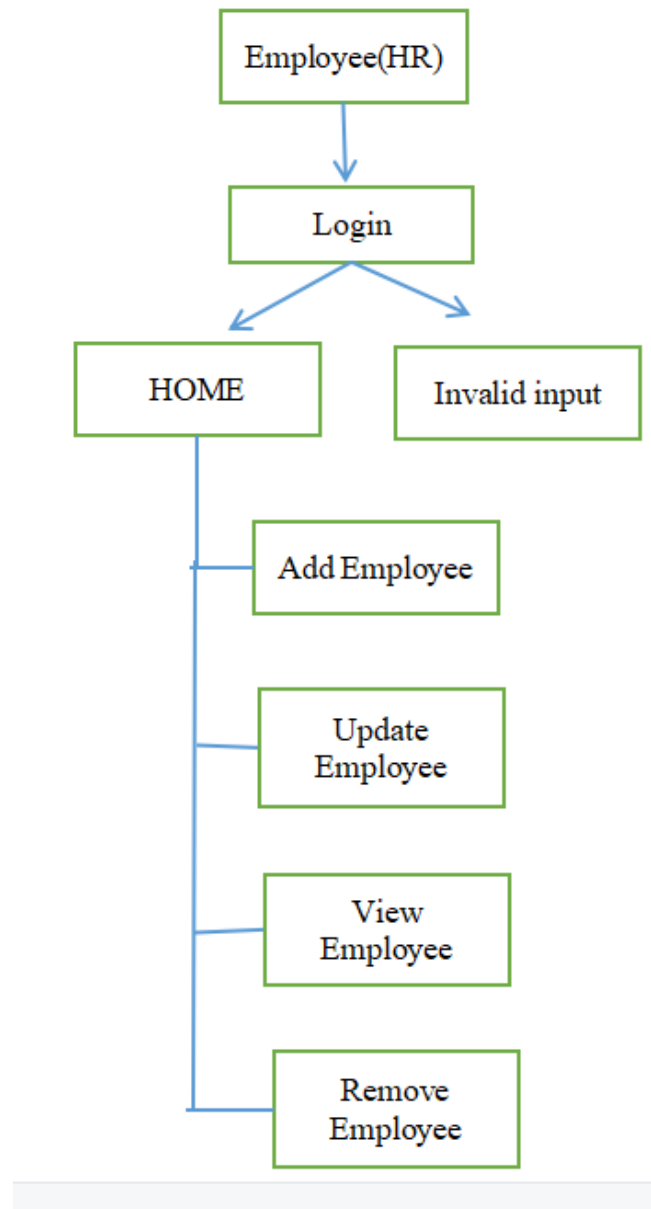 Employee(HR)
Login
HOME
Invalid input
Add Employee
Update
Employee
View
Employee
Remove
Employee